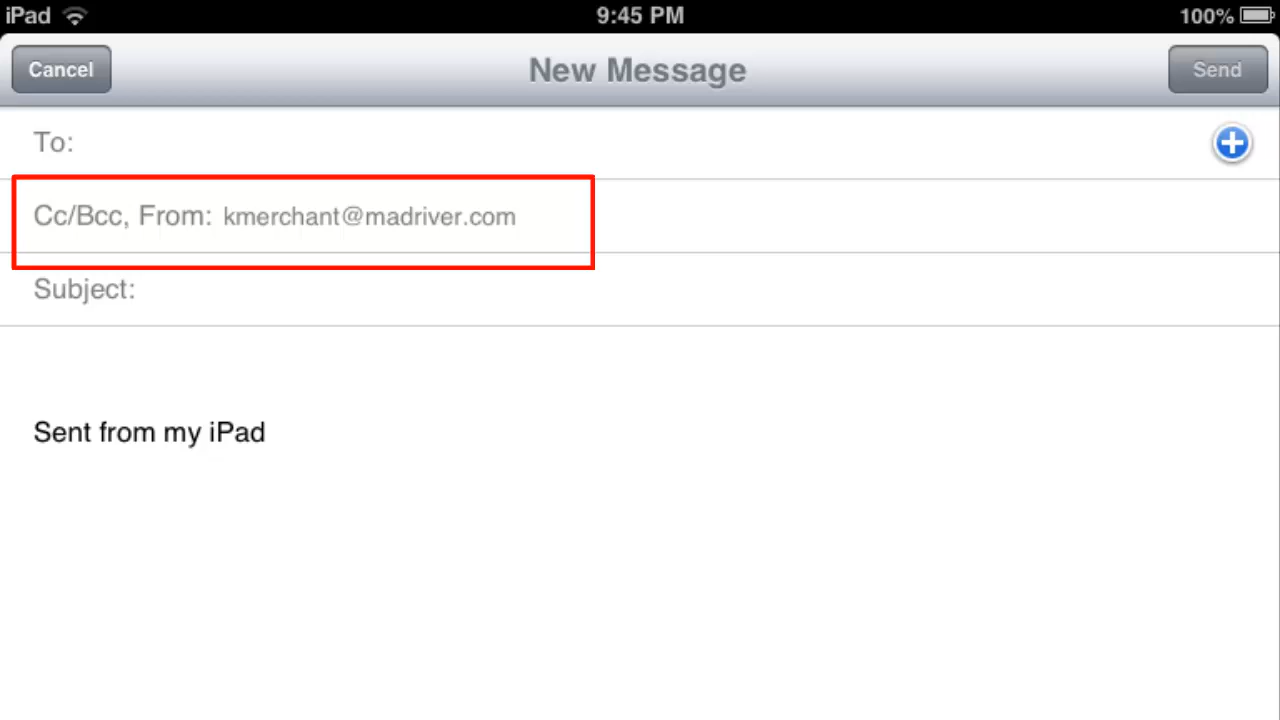 iPad 9:45 PM 100%
Cancel New Message Send
To:
Cc/Bcc, From: kmerchant@madriver.com
Subject:
Sent from my iPad